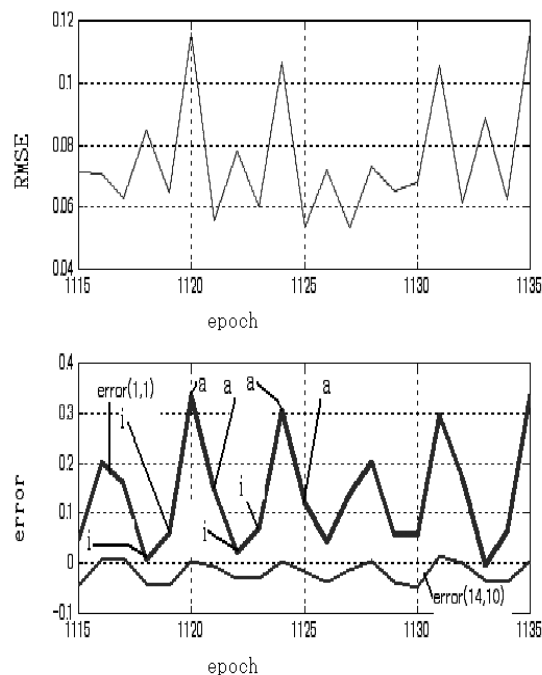 0.12
0.1
0.08
0.06
0.04
RMSE
1115 1120 1125 1130 1135
epoch
0.4
0.3
0.2
0.1
0
-0.1
error
error(1,1)
i
a
a
a
a
i
i
i
error(14,10)
1115 1120 1125 1130 1135
epoch